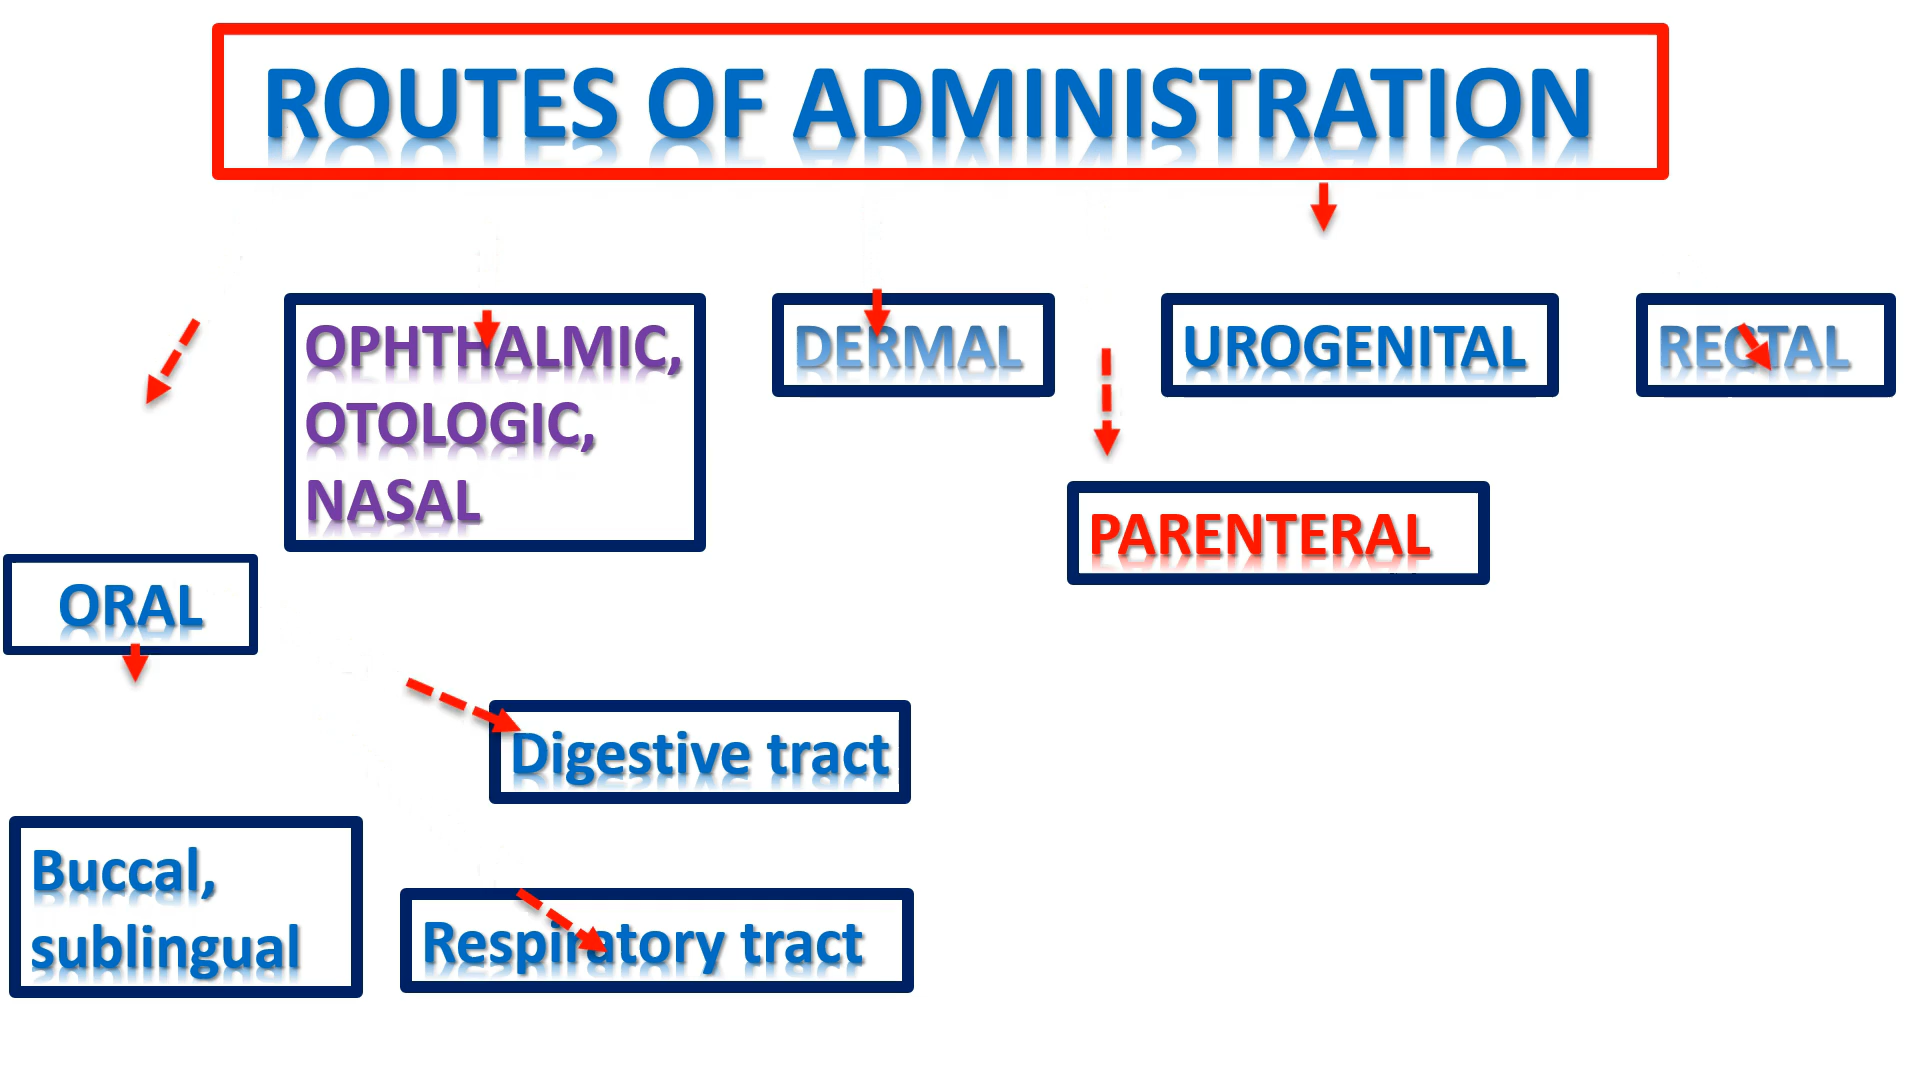 ROUTES OF ADMINISTRATION
OPHTHALMIC,
OTOLOGIC,
NASAL
DERMAL
UROGENITAL
RECTAL
PARENTERAL
ORAL
Digestive tract
Buccal,
sublingual
Respiratory tract